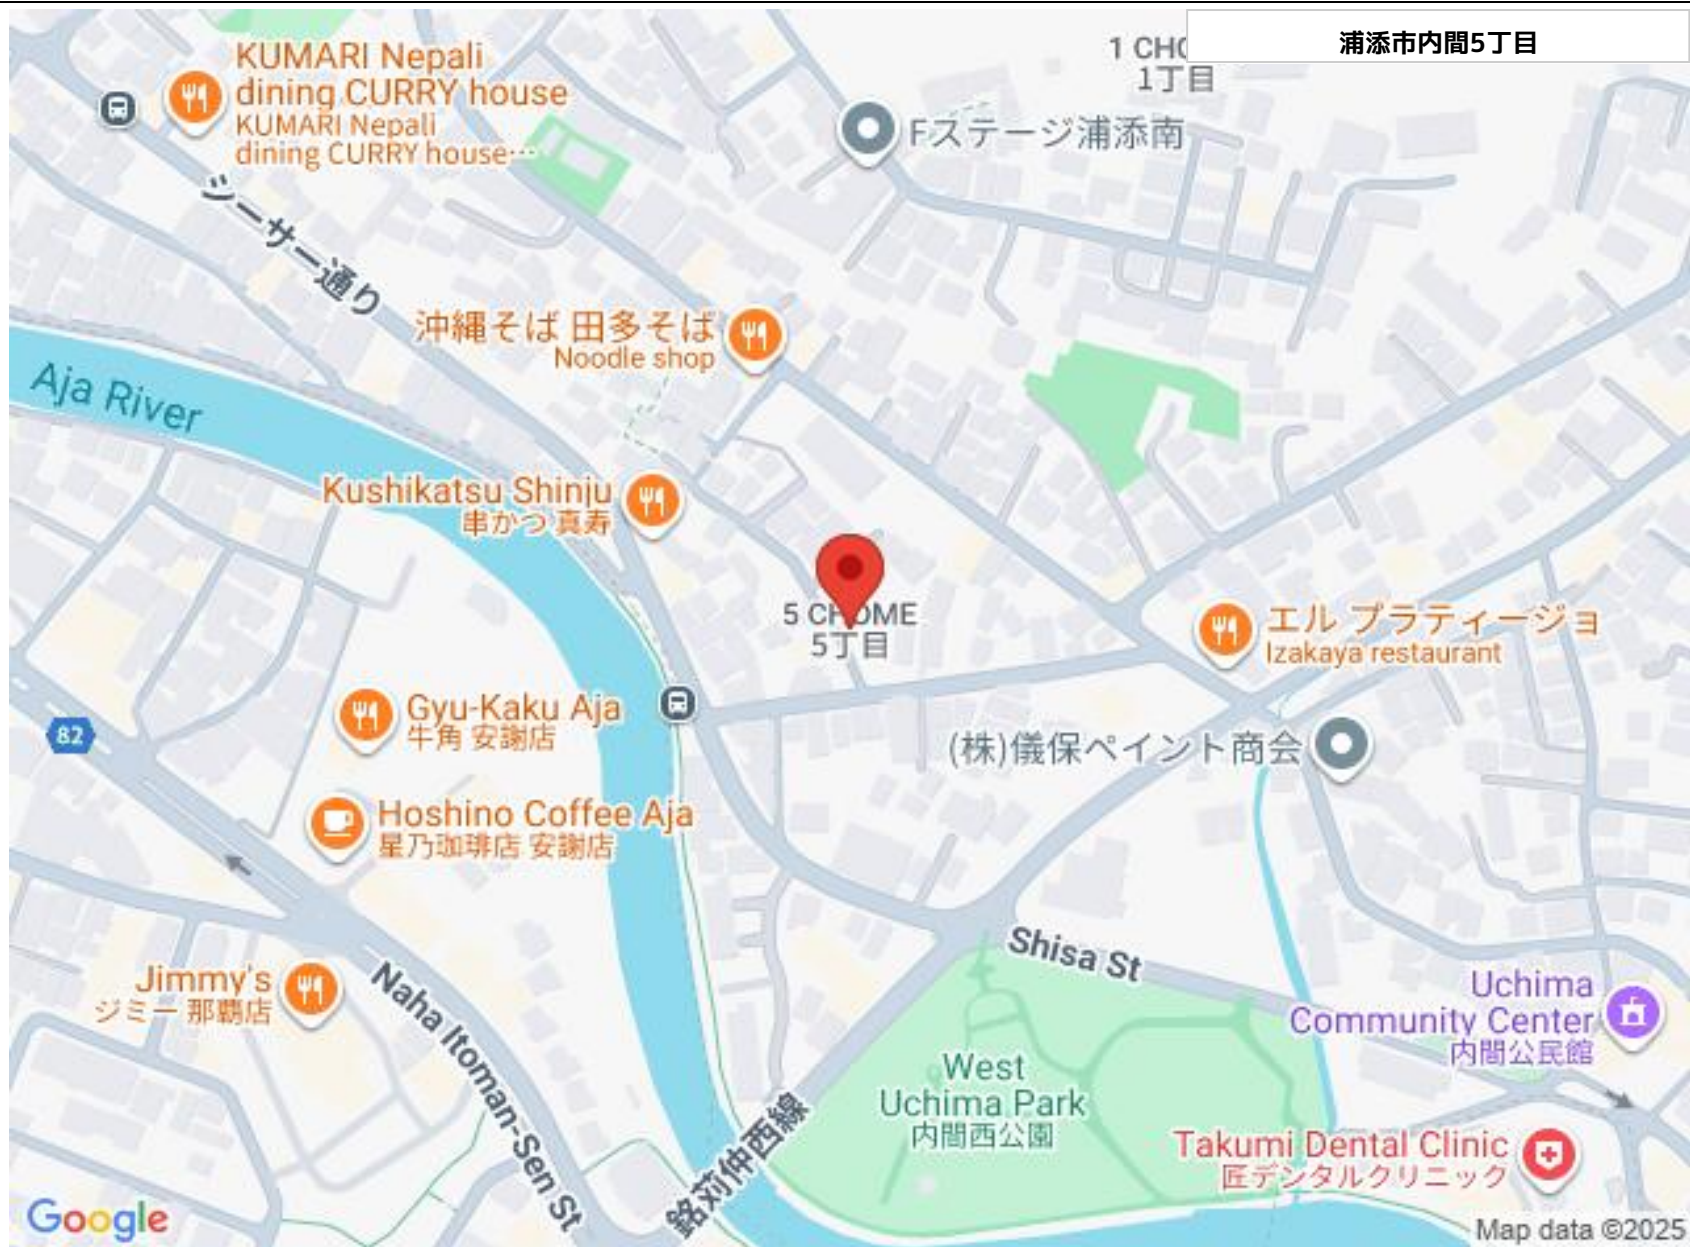 浦添市内間5丁目
1 CHO
1丁目
KUMARI Nepali
dining CURRY house
KUMARI Nepali
dining CURRY house…
Fステージ浦添南
シーサー通り
沖縄そば 田多そば
Noodle shop
Aja River
Kushikatsu Shinju
串かつ 真寿
5 CHOME
5丁目
エル プラティージョ
Izakaya restaurant
Gyu-Kaku Aja
牛角 安謝店
82
(株)儀保ペイント商会
Hoshino Coffee Aja
星乃珈琲店 安謝店
Shisa St
Jimmy's
ジミー 那覇店
Naha Itoman-Sen St
Uchima
Community Center
内間公民館
West
Uchima Park
内間西公園
銘苅仲西線
Takumi Dental Clinic
匠デンタルクリニック
Google
Map data ©2025